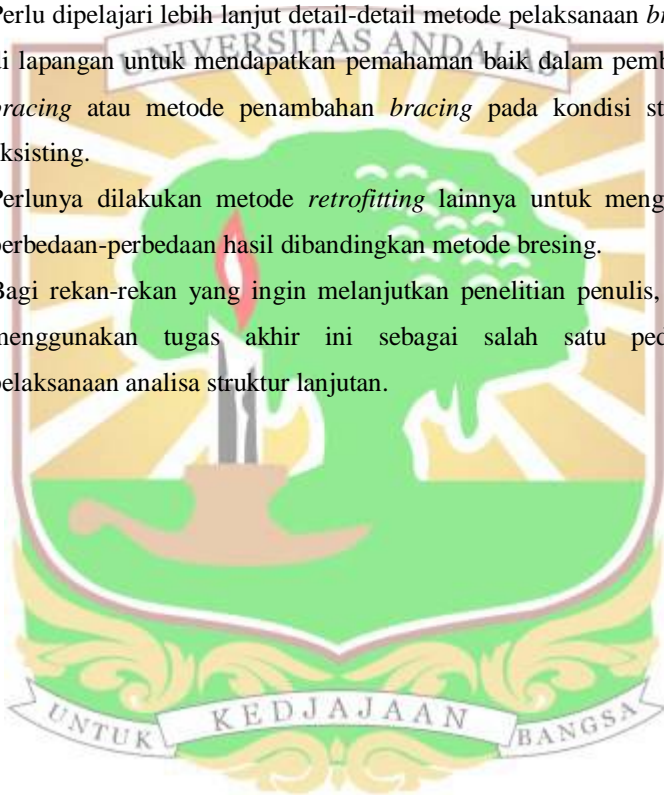 Perlu dipelajari lebih lanjut detail-detail metode pelaksanaan br
UNIVERSITAS ANDALAS
di lapangan untuk mendapatkan pemahaman baik dalam pemb
bracing atau metode penambahan bracing pada kondisi st
ksisting.
Perlunya dilakukan metode retrofitting lainnya untuk meng
perbedaan-perbedaan hasil dibandingkan metode bresing.
Bagi rekan-rekan yang ingin melanjutkan penelitian penulis,
menggunakan tugas akhir ini sebagai salah satu ped
pelaksanaan analisa struktur lanjutan.
UNTUK KEDJAJAAN BANGSA